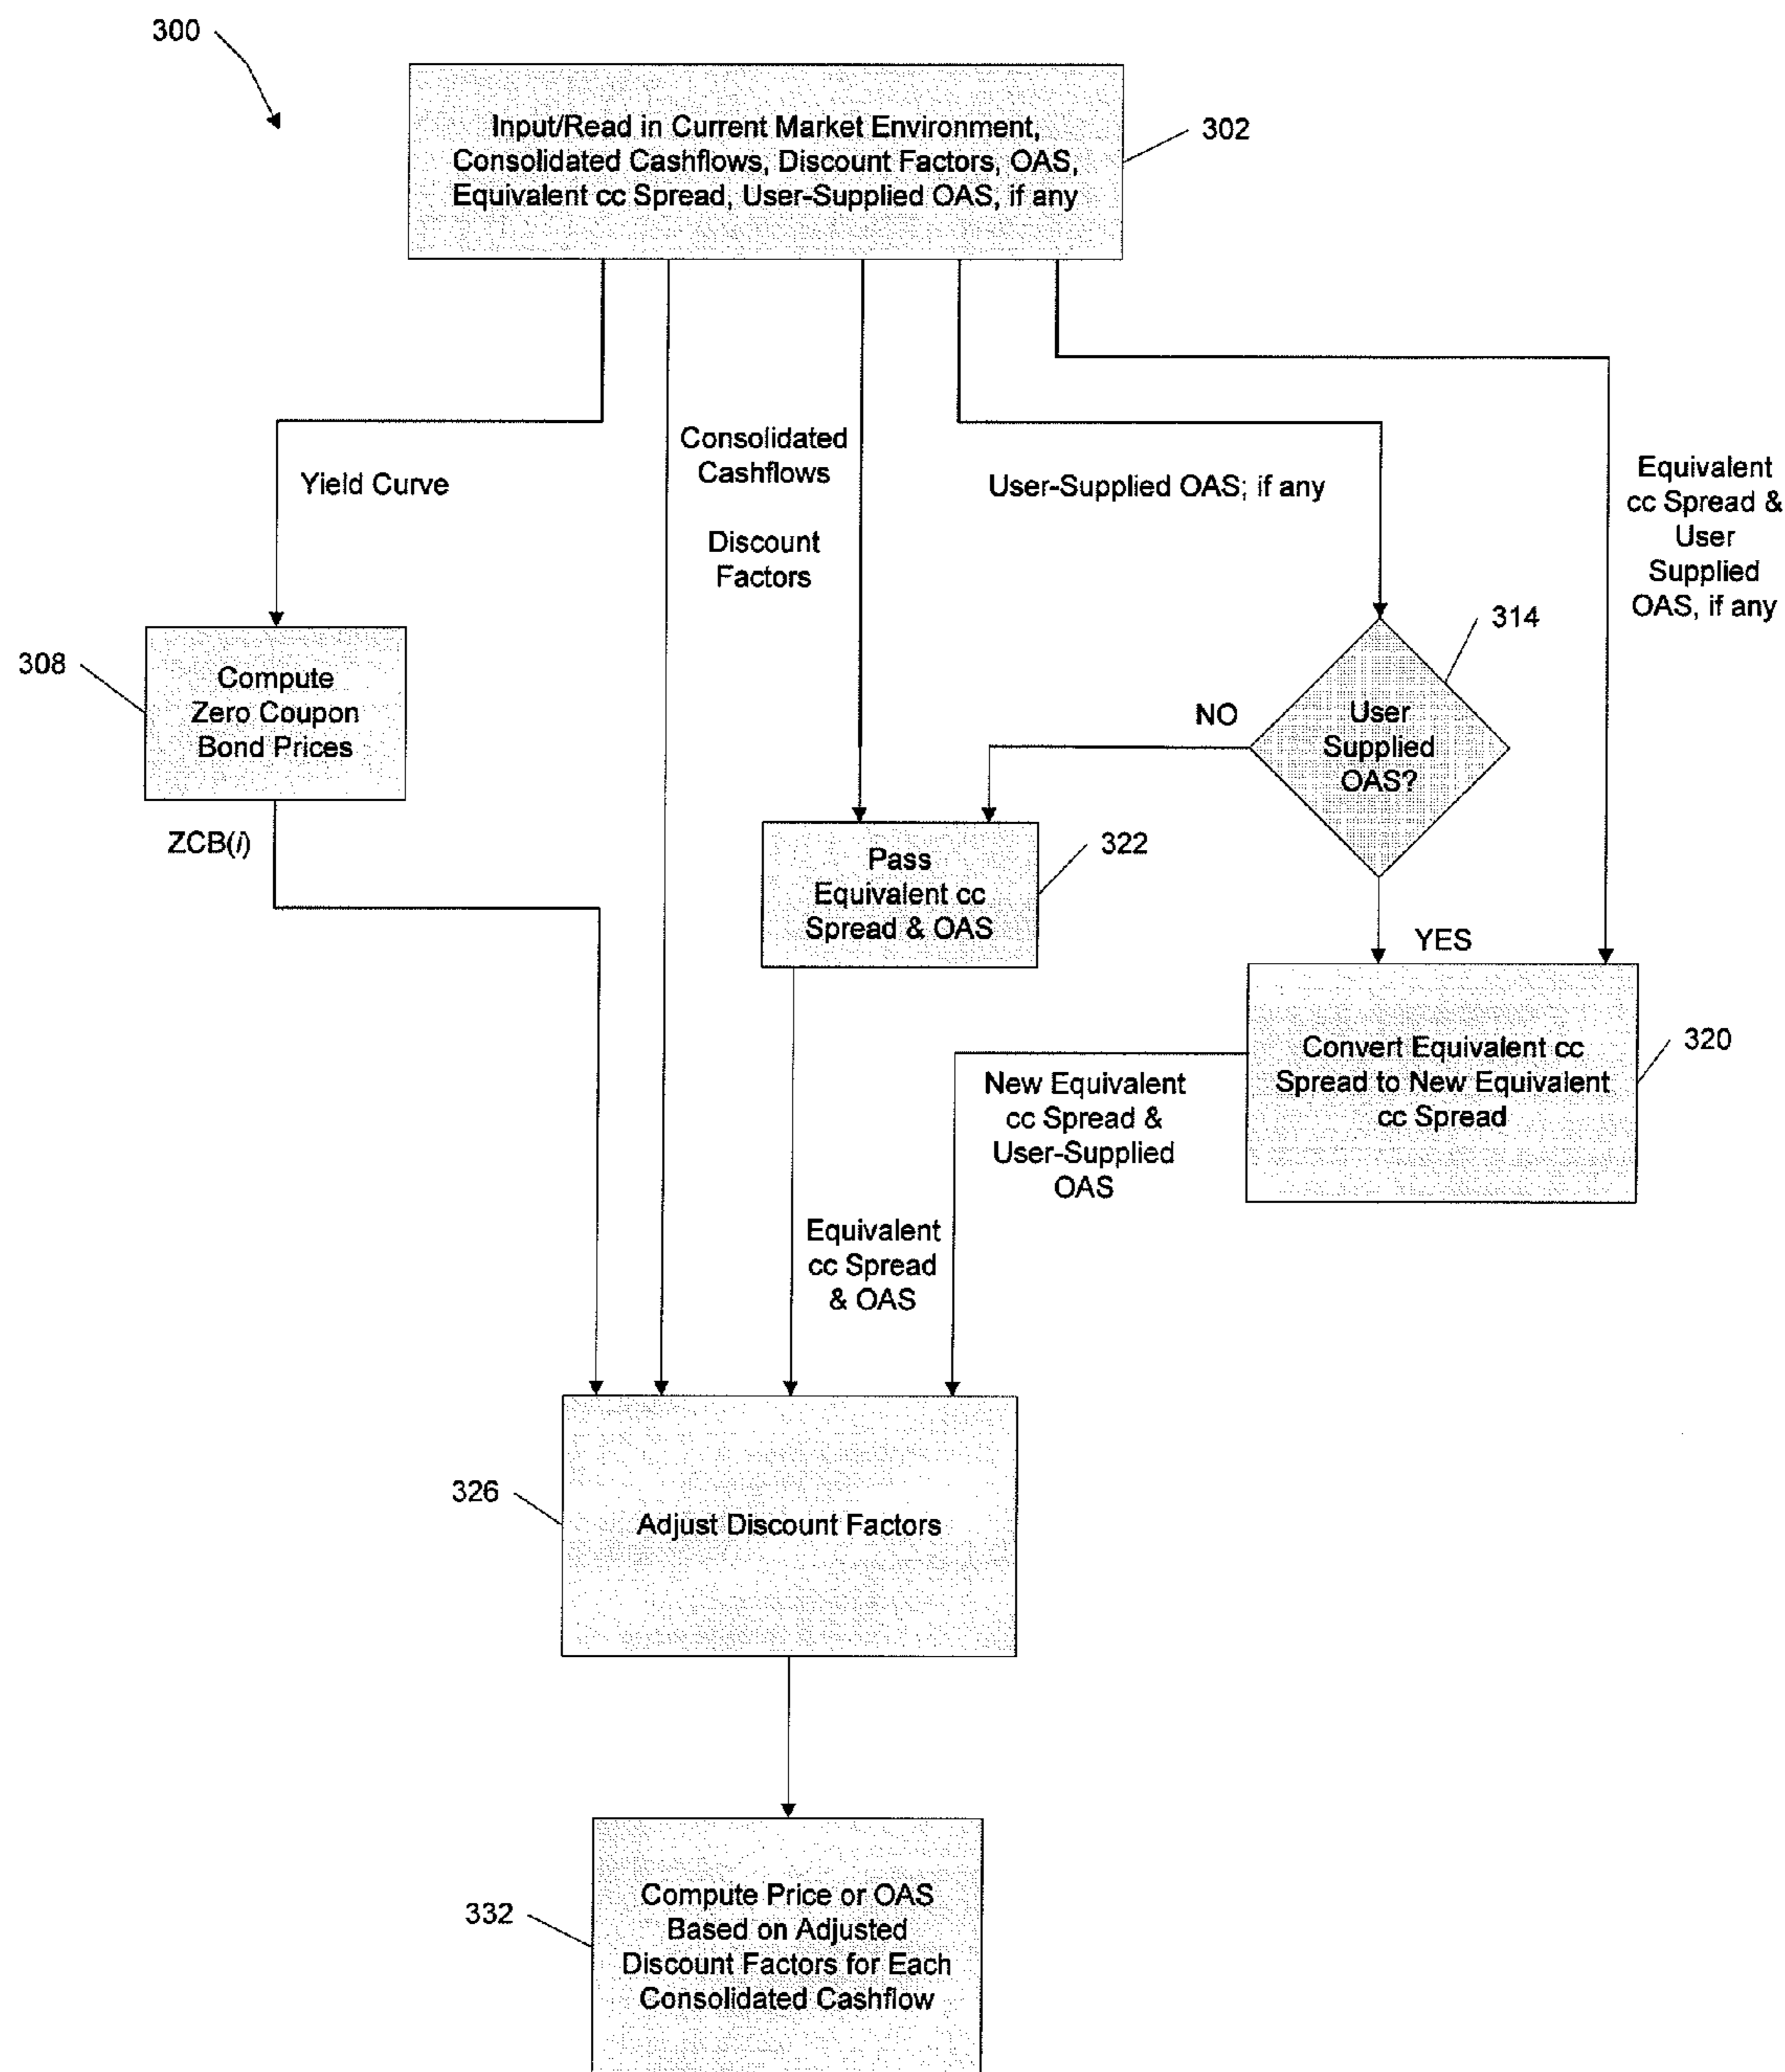 300
Input/Read in Current Market Environment,
Consolidated Cashflows, Discount Factors, OAS,
Equivalent cc Spread, User-Supplied OAS, if any
302
Yield Curve
Consolidated
Cashflows
Discount
Factors
User-Supplied OAS; if any
Equivalent
cc Spread &
User
Supplied
OAS, if any
308
Compute
Zero Coupon
Bond Prices
ZCB(i)
314
User
Supplied
OAS?
NO
YES
Pass
Equivalent cc
Spread & OAS
322
Convert Equivalent cc
Spread to New Equivalent
cc Spread
320
New Equivalent
cc Spread &
User-Supplied
OAS
Equivalent
cc Spread
& OAS
326
Adjust Discount Factors
332
Compute Price or OAS
Based on Adjusted
Discount Factors for Each
Consolidated Cashflow